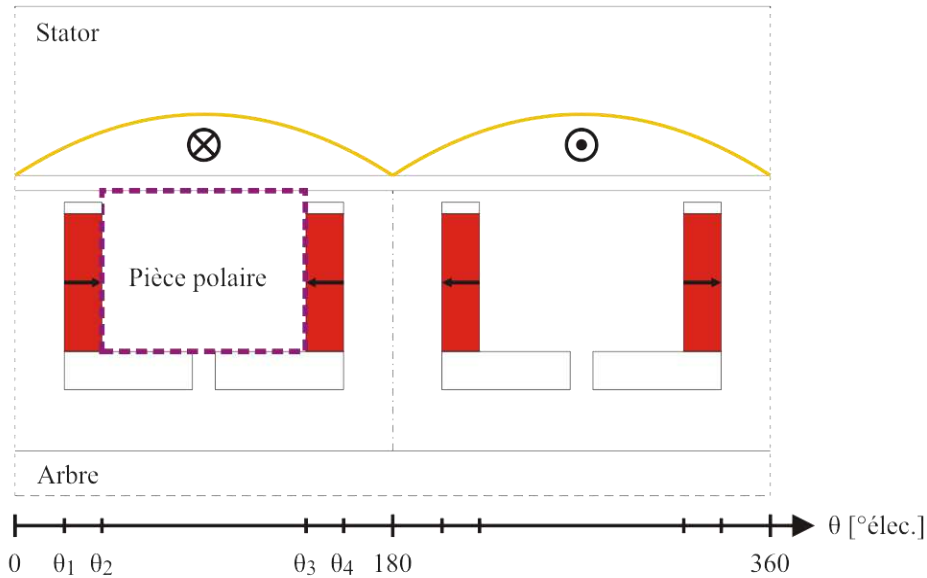 Stator
Pièce polaire
Arbre
θ [°élec.]
0 θ1 θ2 θ3 θ4 180 360